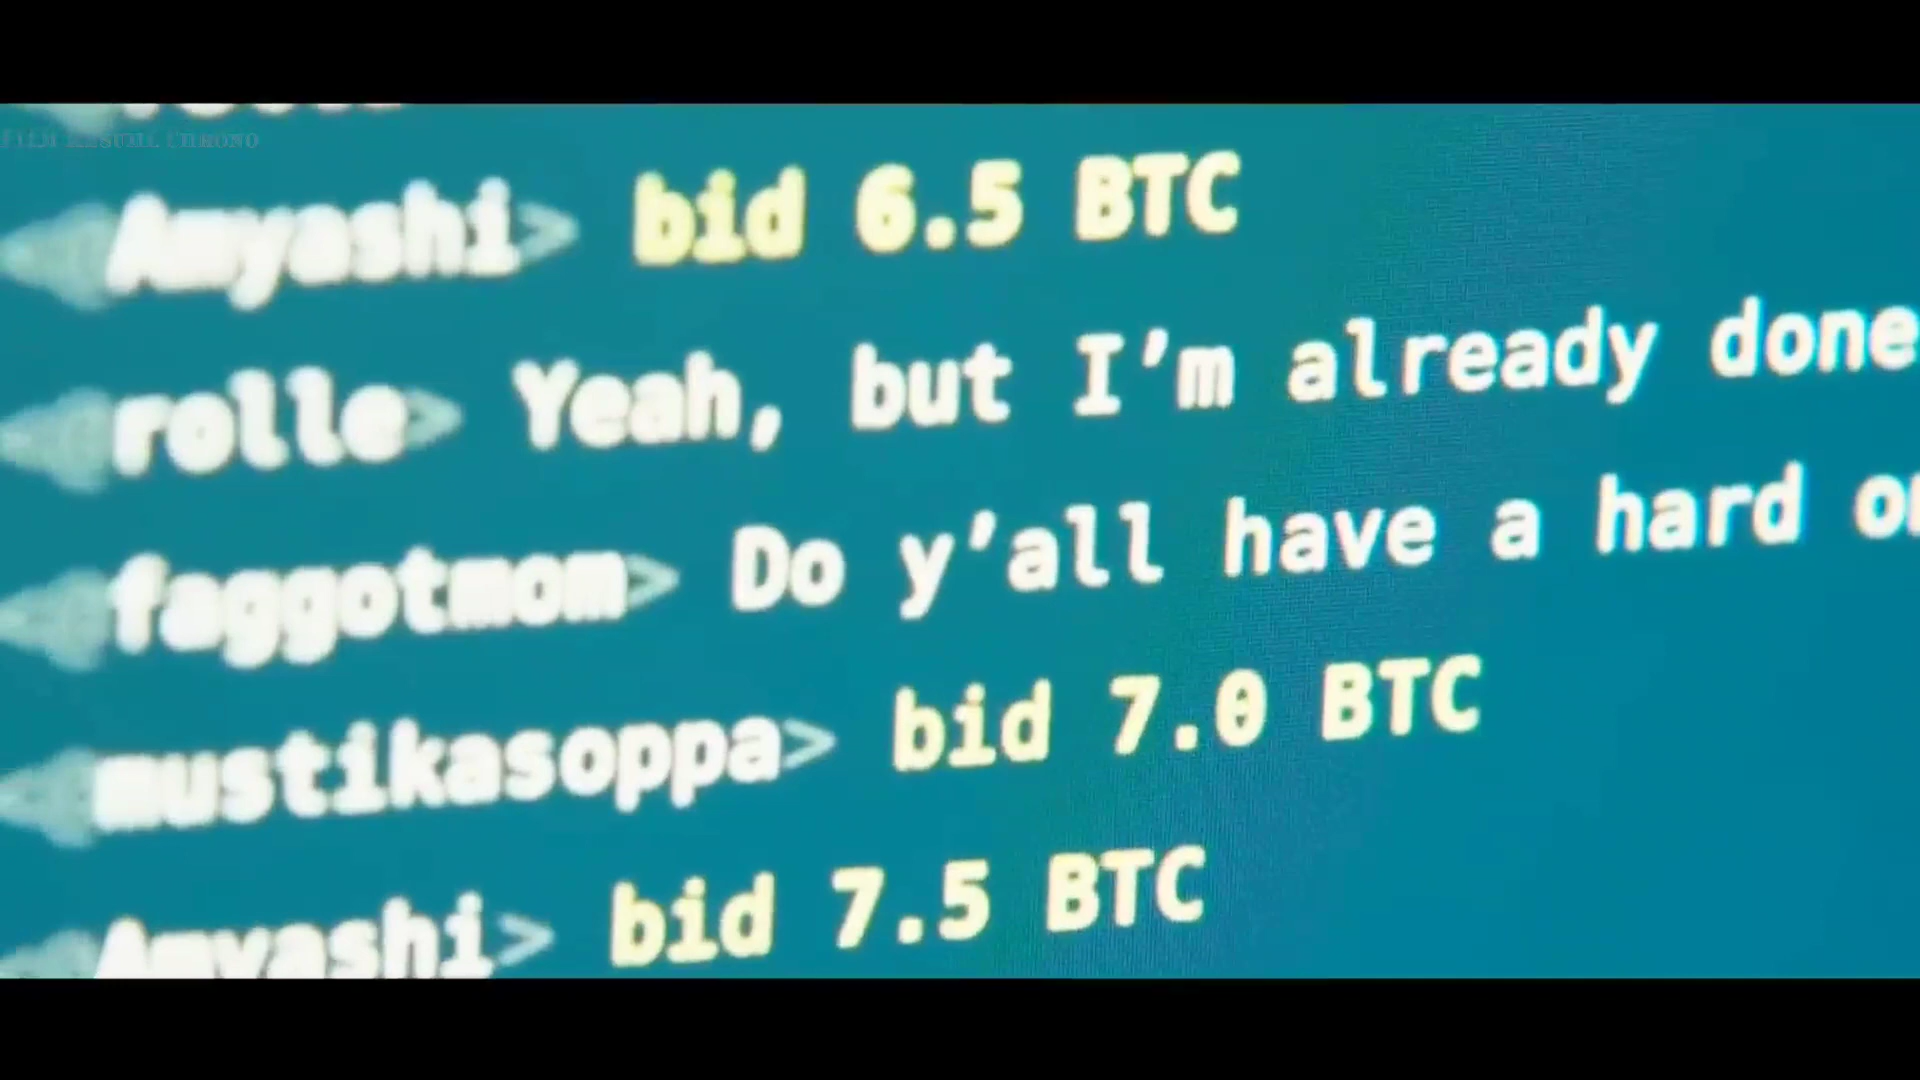 <Amyashi> bid 6.5 BTC
<rolle> Yeah, but I'm already done
<faggotmom> Do y'all have a hard
<mustikasoppa> bid 7.0 BTC
<Amyashi> bid 7.5 BTC